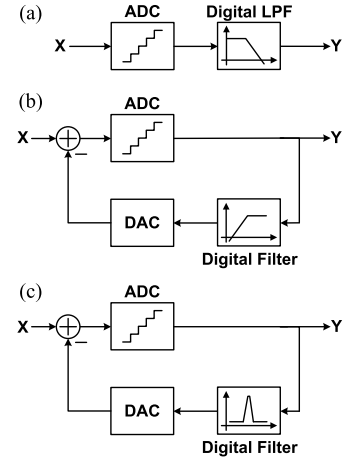 (a)
ADC
Digital LPF
X
Y
(b)
ADC
X
Y
−
DAC
Digital Filter
(c)
ADC
X
Y
−
DAC
Digital Filter